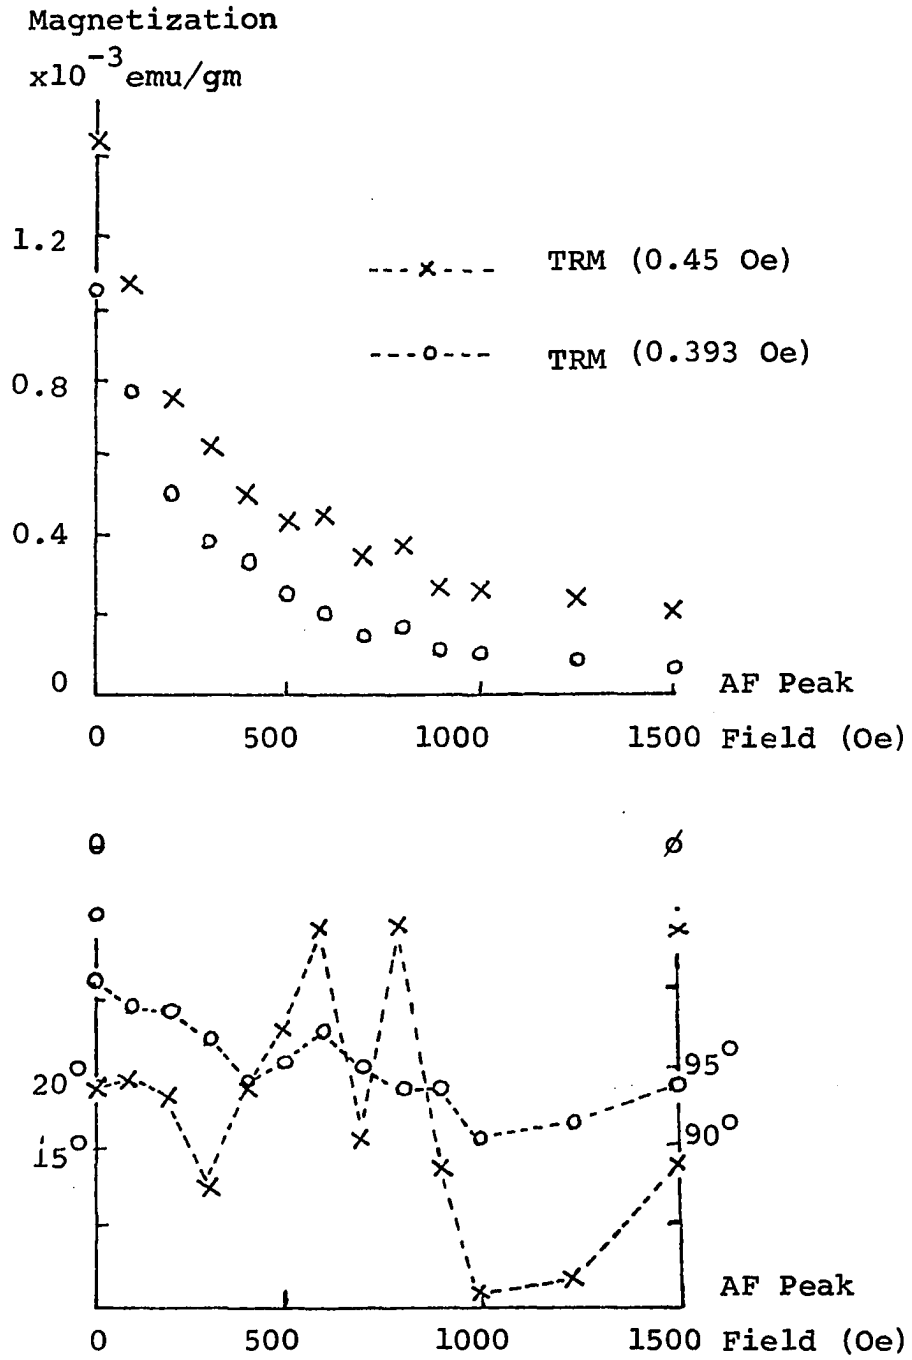 Magnetization
x10⁻³ emu/gm
1.2
0.8
0.4
0
TRM (0.45 Oe)
TRM (0.393 Oe)
AF Peak
0 500 1000 1500 Field (Oe)
θ
ø
20° 95°
15° 90°
AF Peak
0 500 1000 1500 Field (Oe)